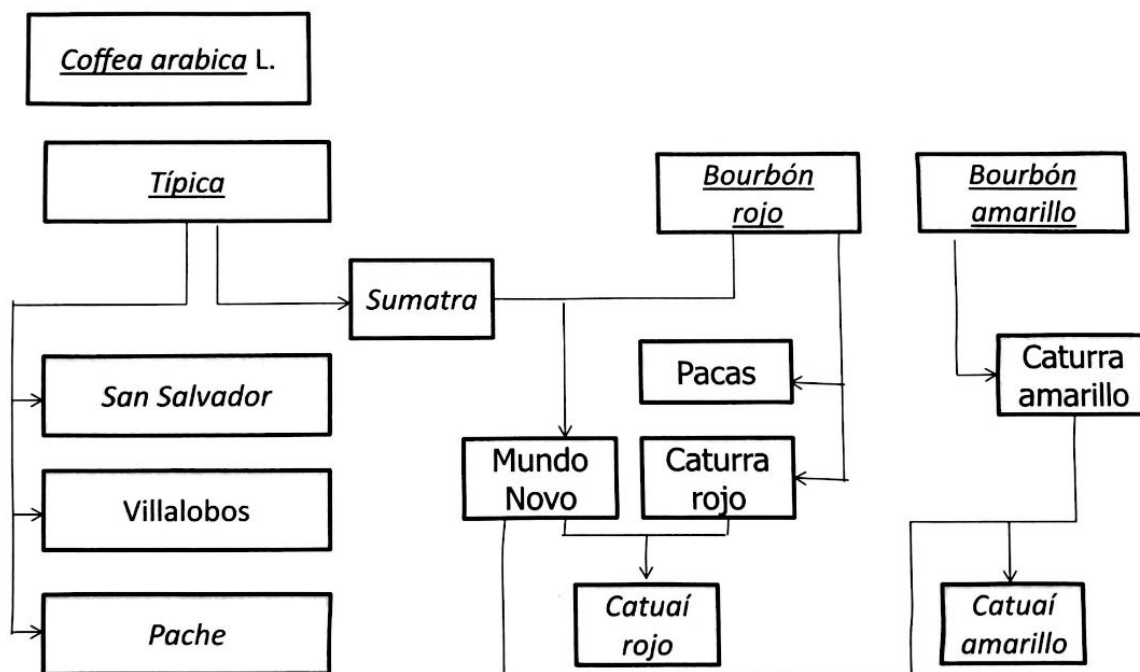 Coffea arabica L.
Típica
Bourbón
rojo
Bourbón
amarillo
Sumatra
San Salvador
Pacas
Caturra
amarillo
Villalobos
Mundo
Novo
Caturra
rojo
Pache
Catuaí
rojo
Catuaí
amarillo